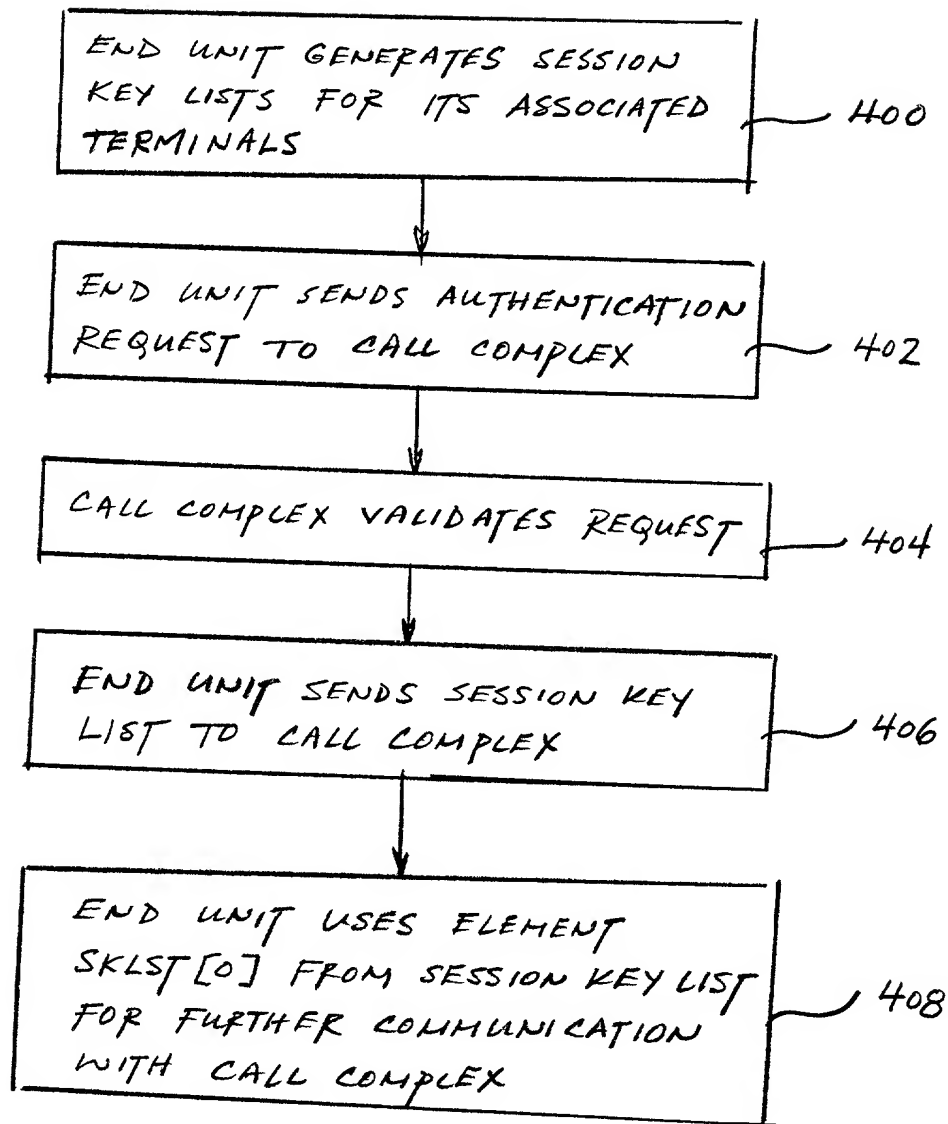 END UNIT GENERATES SESSION
KEY LISTS FOR ITS ASSOCIATED
TERMINALS
400
END UNIT SENDS AUTHENTICATION
REQUEST TO CALL COMPLEX
402
CALL COMPLEX VALIDATES REQUEST
404
END UNIT SENDS SESSION KEY
LIST TO CALL COMPLEX
406
END UNIT USES ELEMENT
SKLST[0] FROM SESSION KEY LIST
FOR FURTHER COMMUNICATION
WITH CALL COMPLEX
408